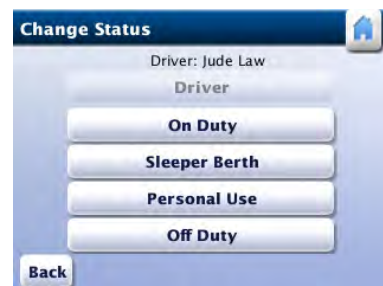 Change Status
Driver: Jude Law
Driver
On Duty
Sleeper Berth
Personal Use
Off Duty
Back